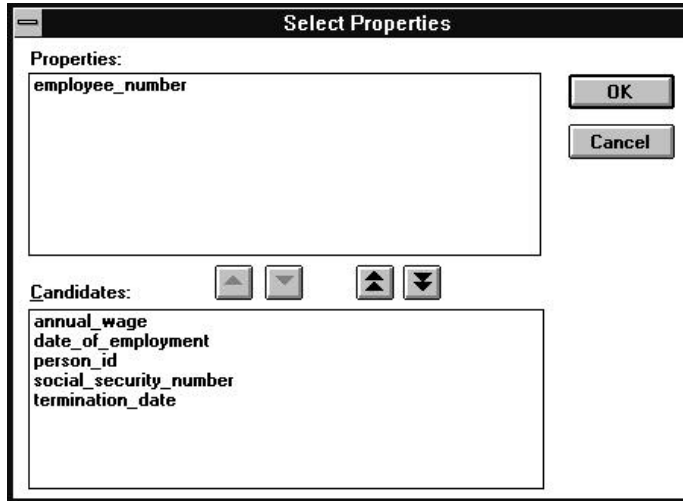 Select Properties
Properties:
employee_number
OK
Cancel
Candidates:
annual_wage
date_of_employment
person_id
social_security_number
termination_date